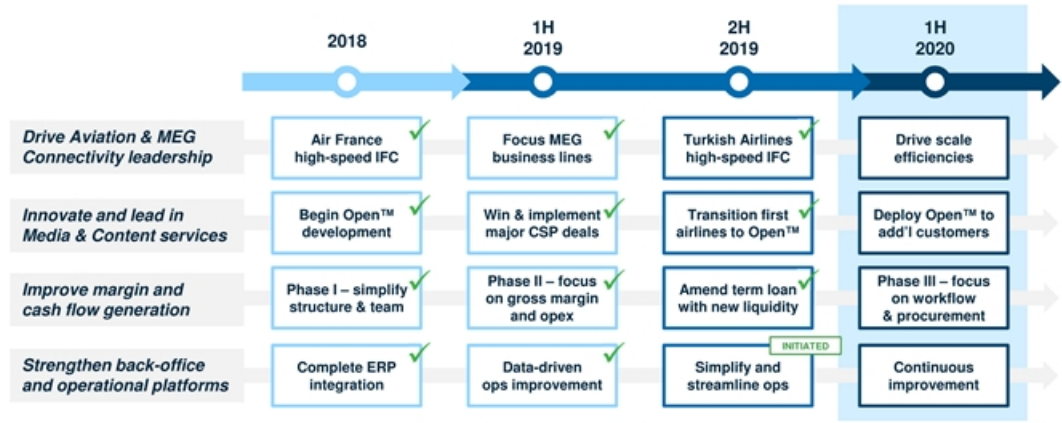 2018
1H
2019
2H
2019
1H
2020
Drive Aviation & MEG
Connectivity leadership
Air France
high-speed IFC
Focus MEG
business lines
Turkish Airlines
high-speed IFC
Drive scale
efficiencies
Innovate and lead in
Media & Content services
Begin Open™
development
Win & implement
major CSP deals
Transition first
airlines to Open™
Deploy Open™ to
add'l customers
Improve margin and
cash flow generation
Phase I – simplify
structure & team
Phase II – focus
on gross margin
and opex
Amend term loan
with new liquidity
Phase III – focus
on workflow
& procurement
Strengthen back-office
and operational platforms
Complete ERP
integration
Data-driven
ops improvement
INITIATED
Simplify and
streamline ops
Continuous
improvement